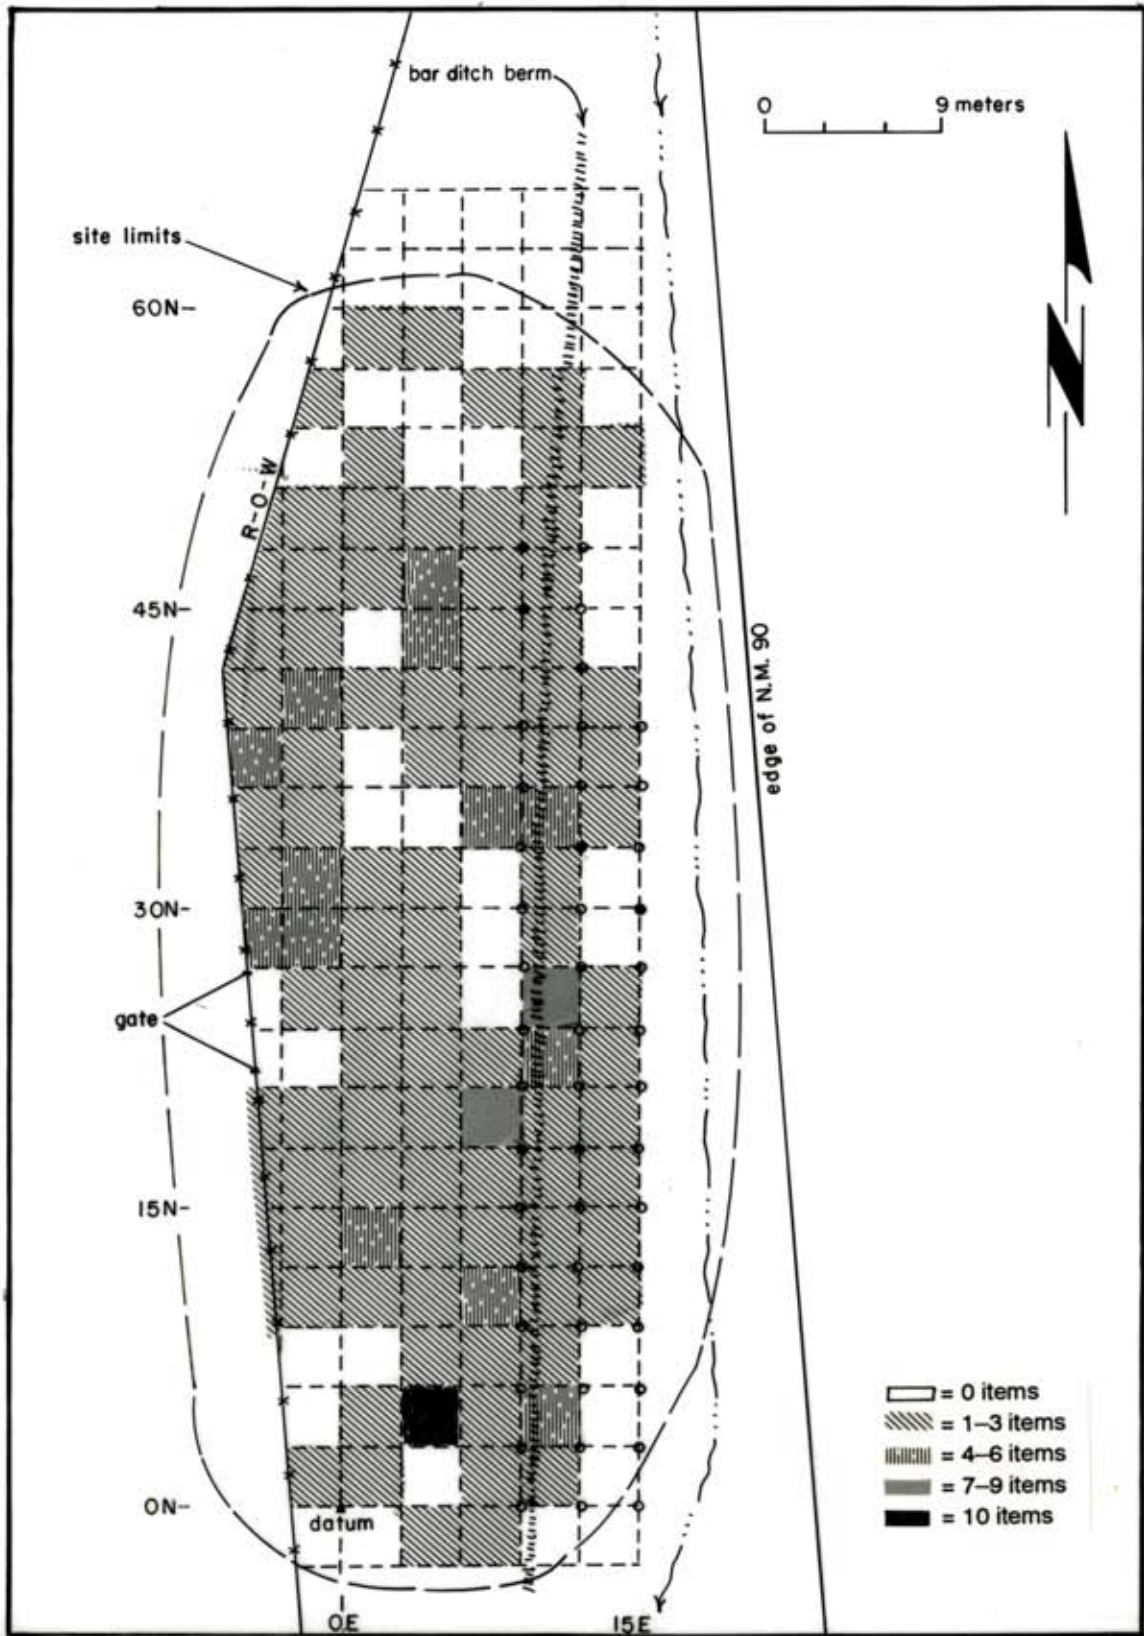 bar ditch berm
0 9 meters
site limits
60N-
R-O-W
45N-
edge of N.M. 90
30N-
gate
15N-
0N-
datum
0E
15E
= 0 items
= 1-3 items
= 4-6 items
= 7-9 items
= 10 items
N